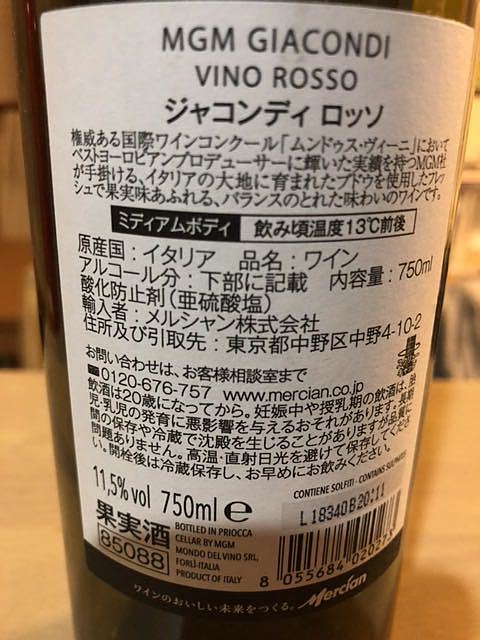 MGM GIACONDI
VINO ROSSO
ジャコンディ ロッソ
権威ある国際ワインコンクール「ムンドゥス・ヴィーニ」において
ベストヨーロピアンプロデューサーに輝いた実績を持つMGM社
が手掛ける、イタリアの大地に育まれたブドウを使用したフレッ
シュで果実味あふれる、バランスのとれた味わいのワインです。
ミディアムボディ 飲み頃温度13℃前後
原産国:イタリア 品名:ワイン
アルコール分:下部に記載 内容量:750ml
酸化防止剤(亜硫酸塩)
輸入者:メルシャン株式会社
住所及び引取先:東京都中野区中野4-10-2
お問い合わせは、お客様相談室まで
0120-676-757 www.mercian.co.jp
飲酒は20歳になってから。妊娠中や授乳期の飲酒は、胎
児・乳児の発育に悪影響を与えるおそれがあります。長期
間の保存や冷蔵で沈殿を生じることがありますが品質に
問題ありません。高温・直射日光を避けて保存してくださ
い。開栓後は冷蔵保存し、お早めにお飲みください。
11,5% vol 750ml e
CONTIENE SOLFITI - CONTAINS SULPHITES
L18340B20:11
果実酒
85088
BOTTLED IN PRIOCCA
CELLAR BY MGM
MONDO DEL VINO SRL,
FORLÌ-ITALIA
PRODUCT OF ITALY
8 055684 020273
ワインのおいしい未来をつくる。 Mercian